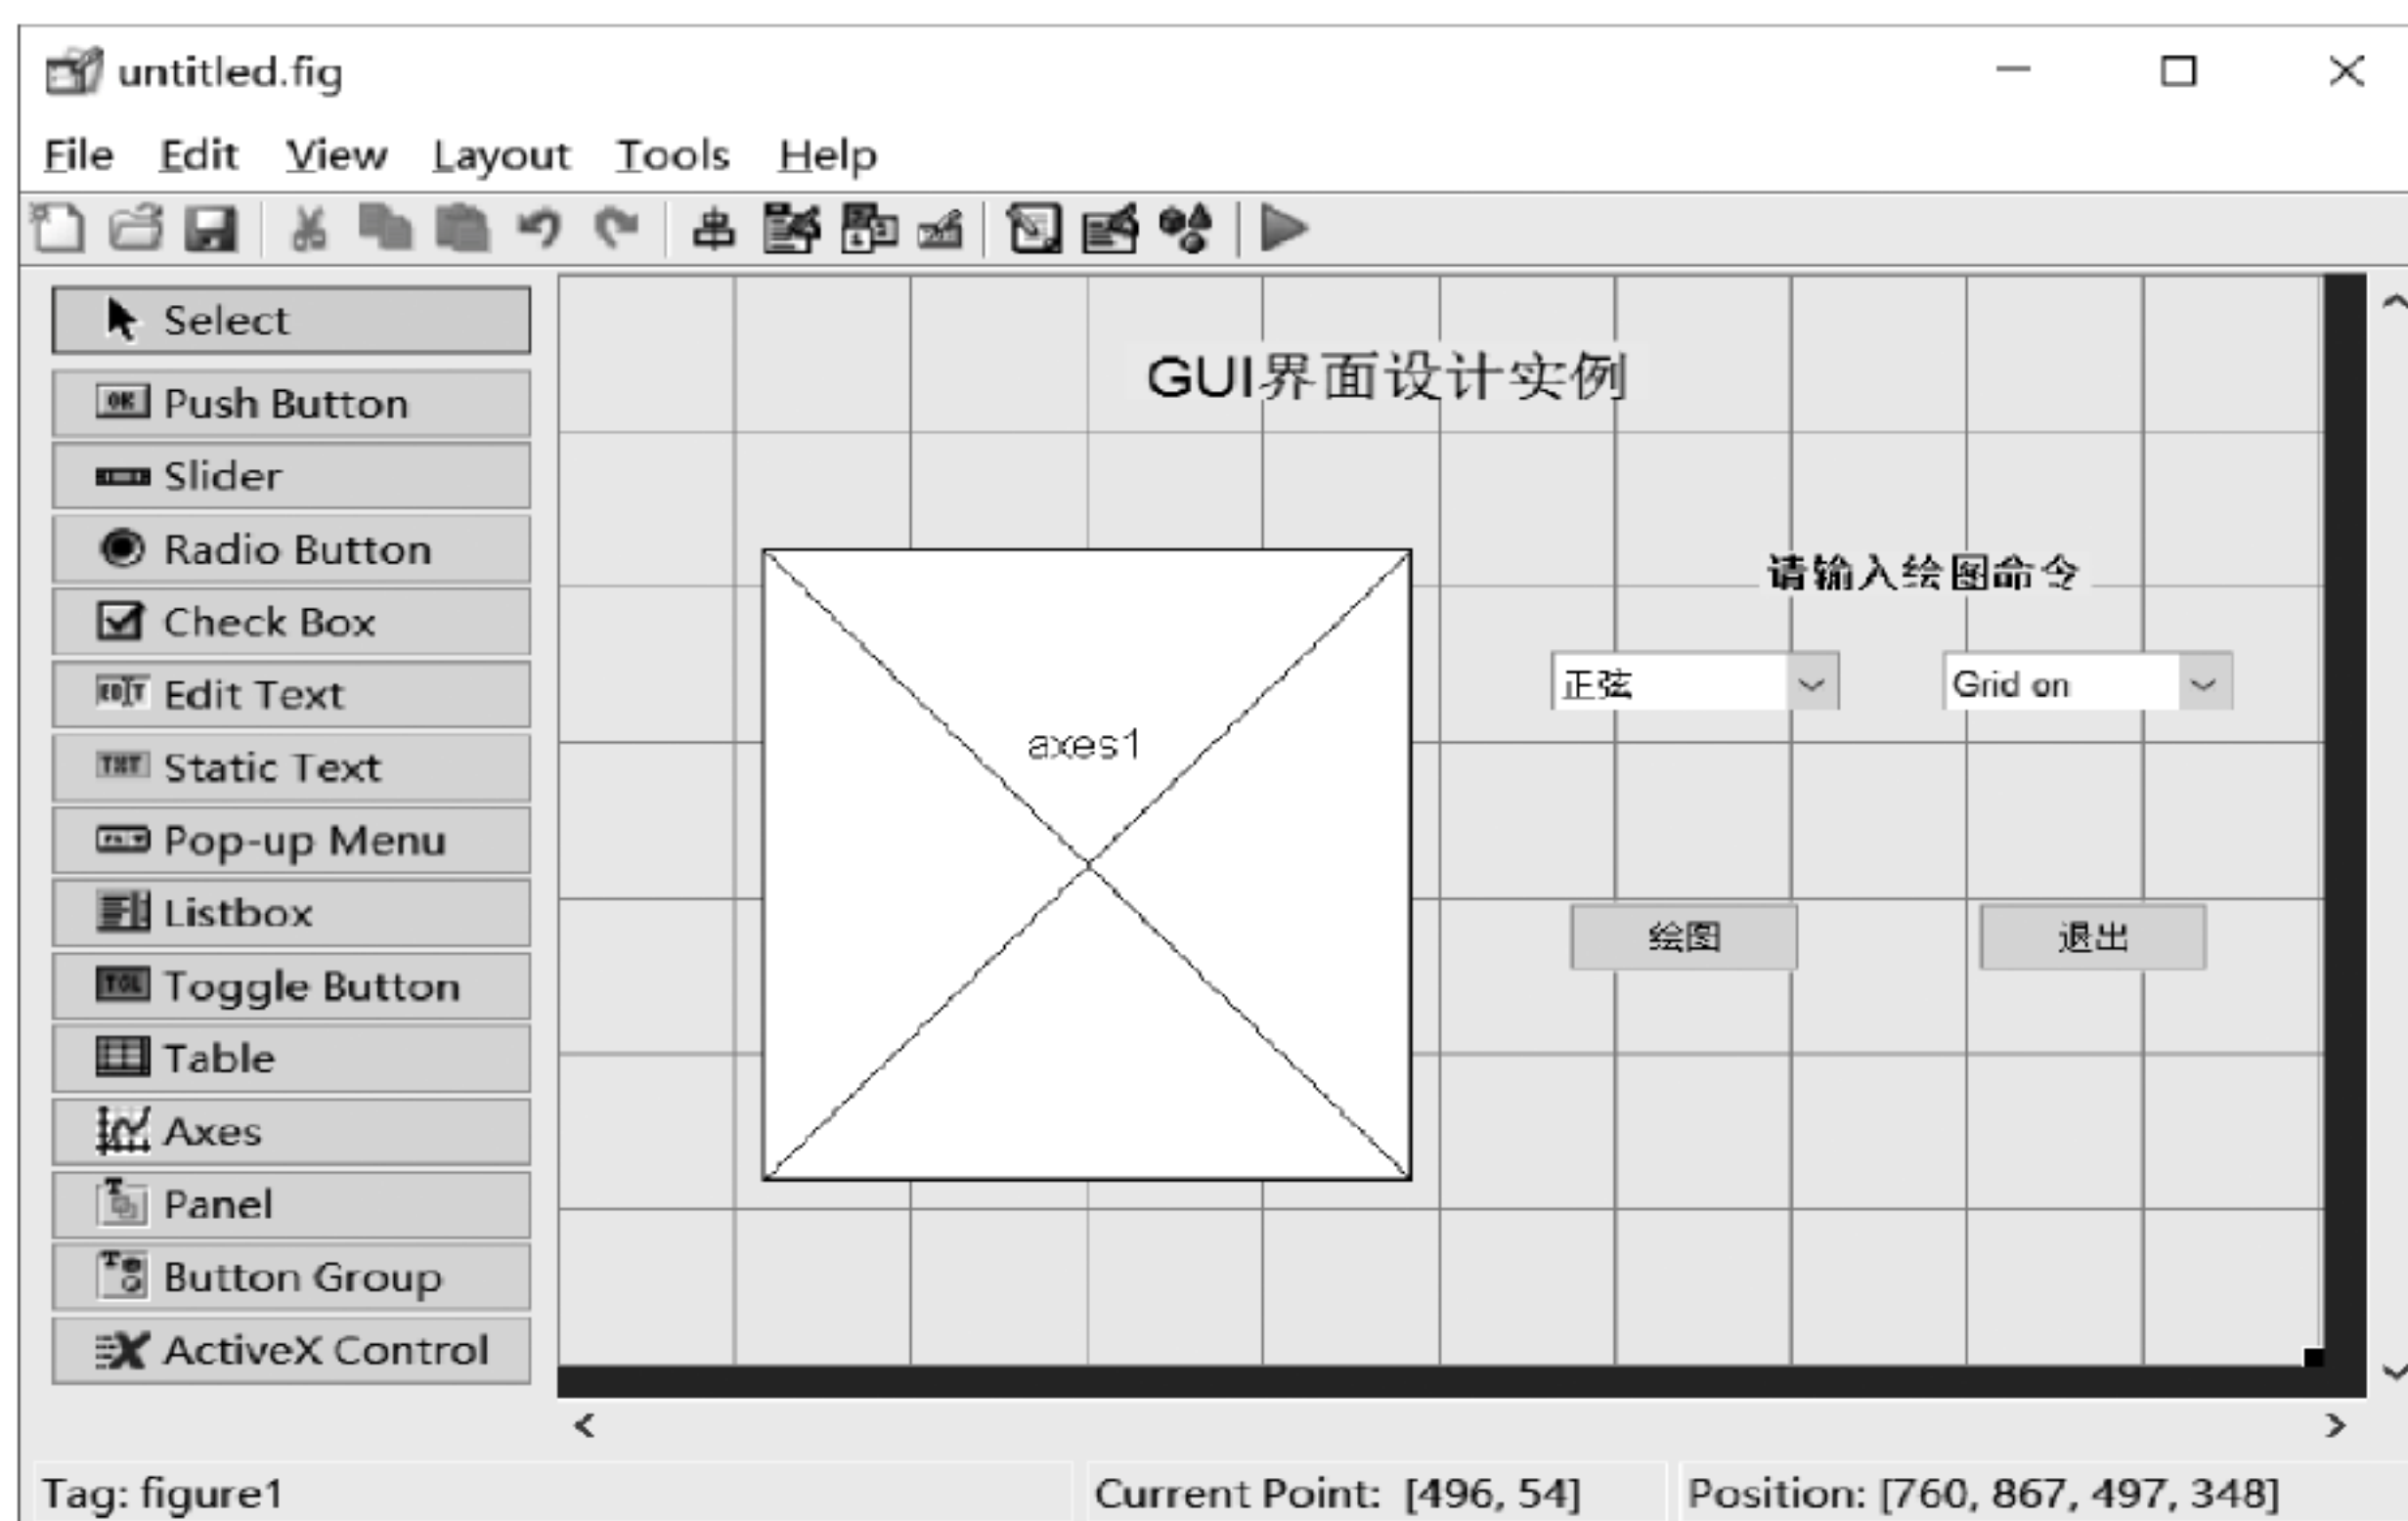 untitled.fig
File Edit View Layout Tools Help
Select
Push Button
Slider
Radio Button
Check Box
Edit Text
Static Text
Pop-up Menu
Listbox
Toggle Button
Table
Axes
Panel
Button Group
ActiveX Control
GUI界面设计实例
axes1
请输入绘图命令
正弦 Grid on
绘图 退出
Tag: figure1 Current Point: [496, 54] Position: [760, 867, 497, 348]